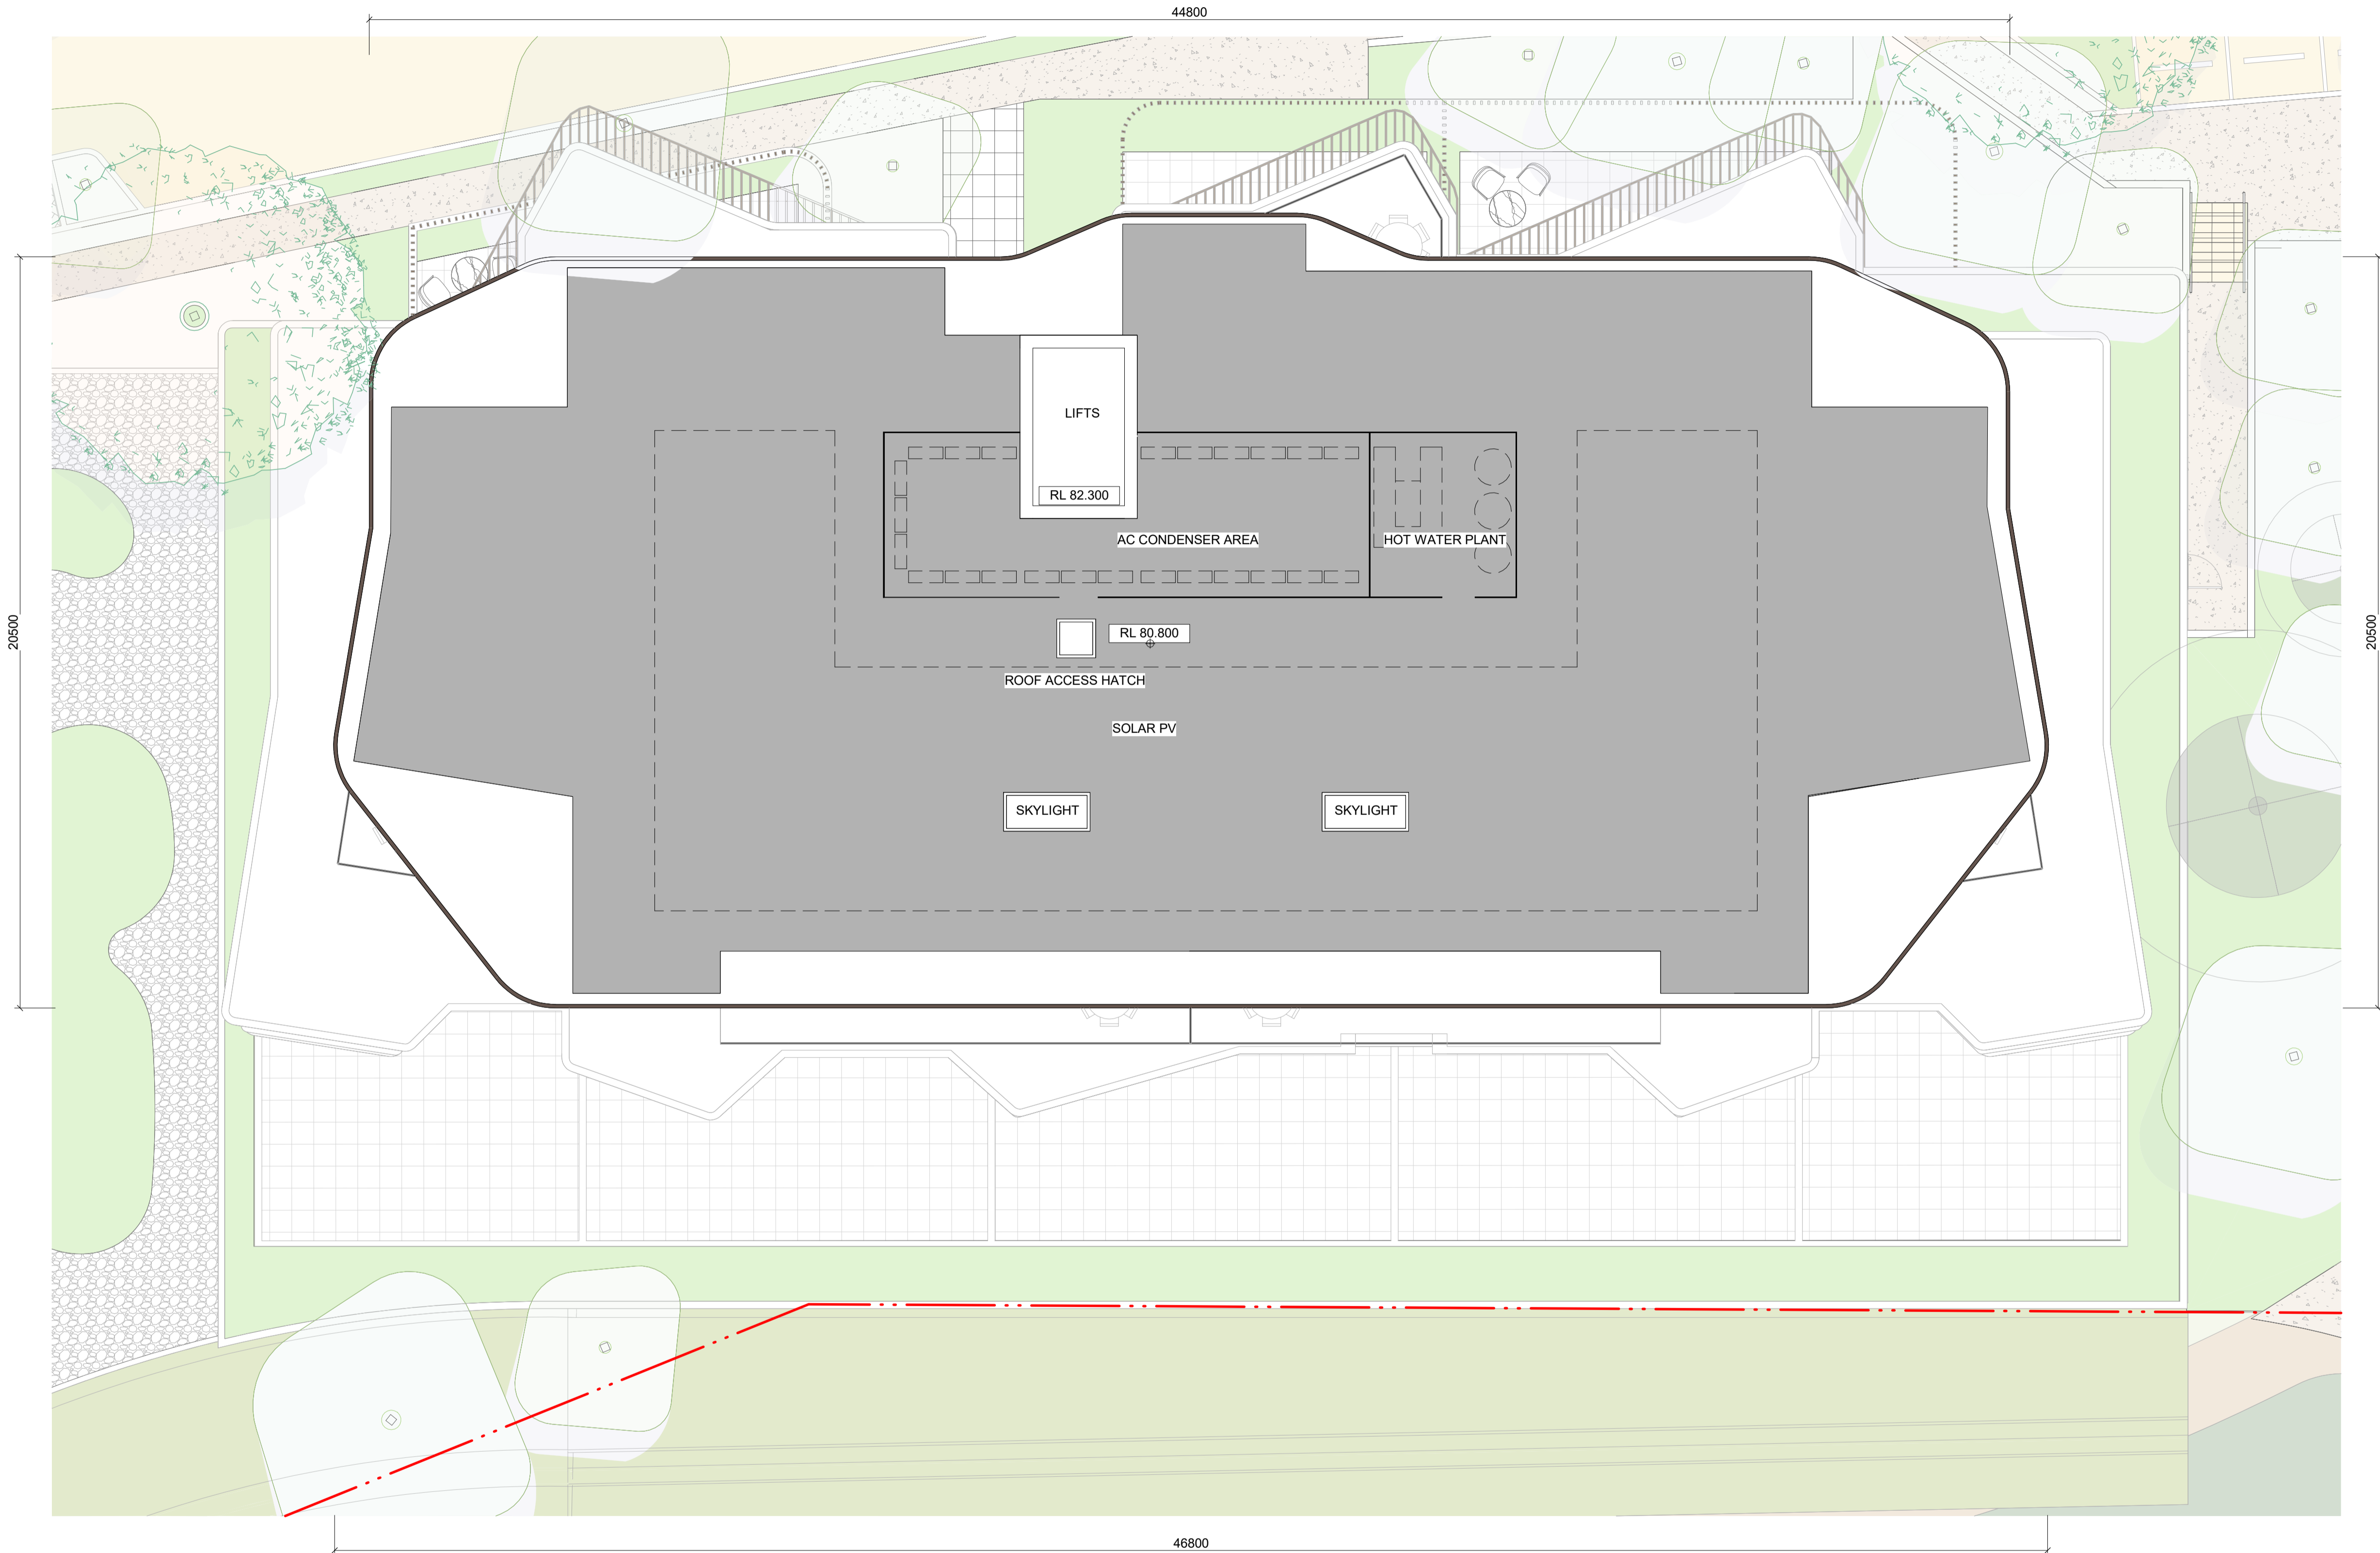 44800
LIFTS
RL 82.300
AC CONDENSER AREA
HOT WATER PLANT
20500
20500
RL 80.800
ROOF ACCESS HATCH
SOLAR PV
SKYLIGHT
SKYLIGHT
46800